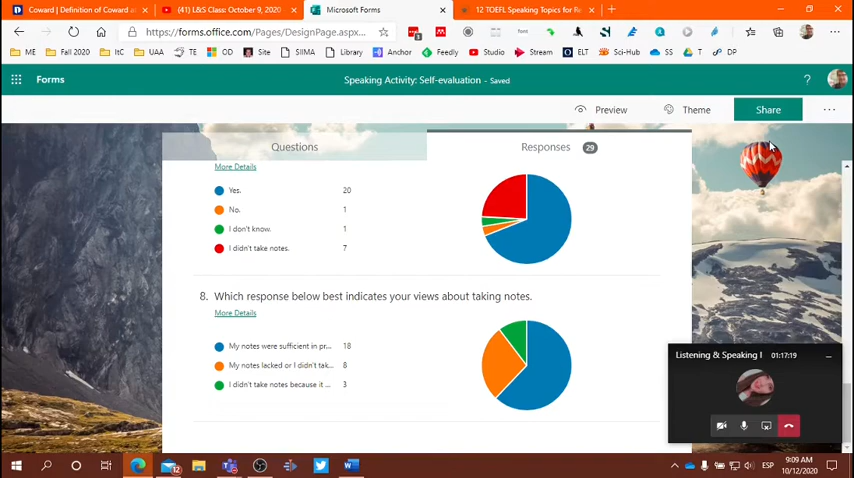 Coward | Definition of Coward a
(41) L&S Class: October 9, 2020
Microsoft Forms
12 TOEFL Speaking Topics for Re
https://forms.office.com/Pages/DesignPage.aspx...
ME
Fall 2020
ItC
UAA
TE
OD
Site
SIIMA
Library
Anchor
Feedly
Studio
Stream
ELT
Sci-Hub
SS
T
DP
Forms
Speaking Activity: Self-evaluation - Saved
?
Preview
Theme
Share
...
Questions
Responses 29
More Details
Yes. 20
No. 1
I don't know. 1
I didn't take notes. 7
8. Which response below best indicates your views about taking notes.
More Details
My notes were sufficient in pr... 18
My notes lacked or I didn't tak... 8
I didn't take notes because it ... 3
Listening & Speaking I
01:17:19
12
ESP
9:09 AM
10/12/2020